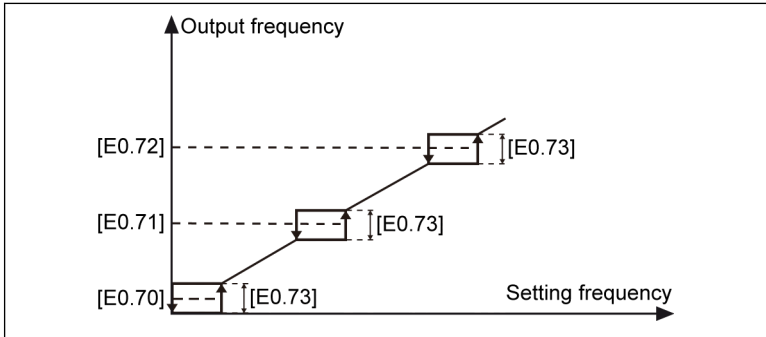 Output frequency
[E0.72]
[E0.73]
[E0.71]
[E0.73]
[E0.70]
[E0.73]
Setting frequency